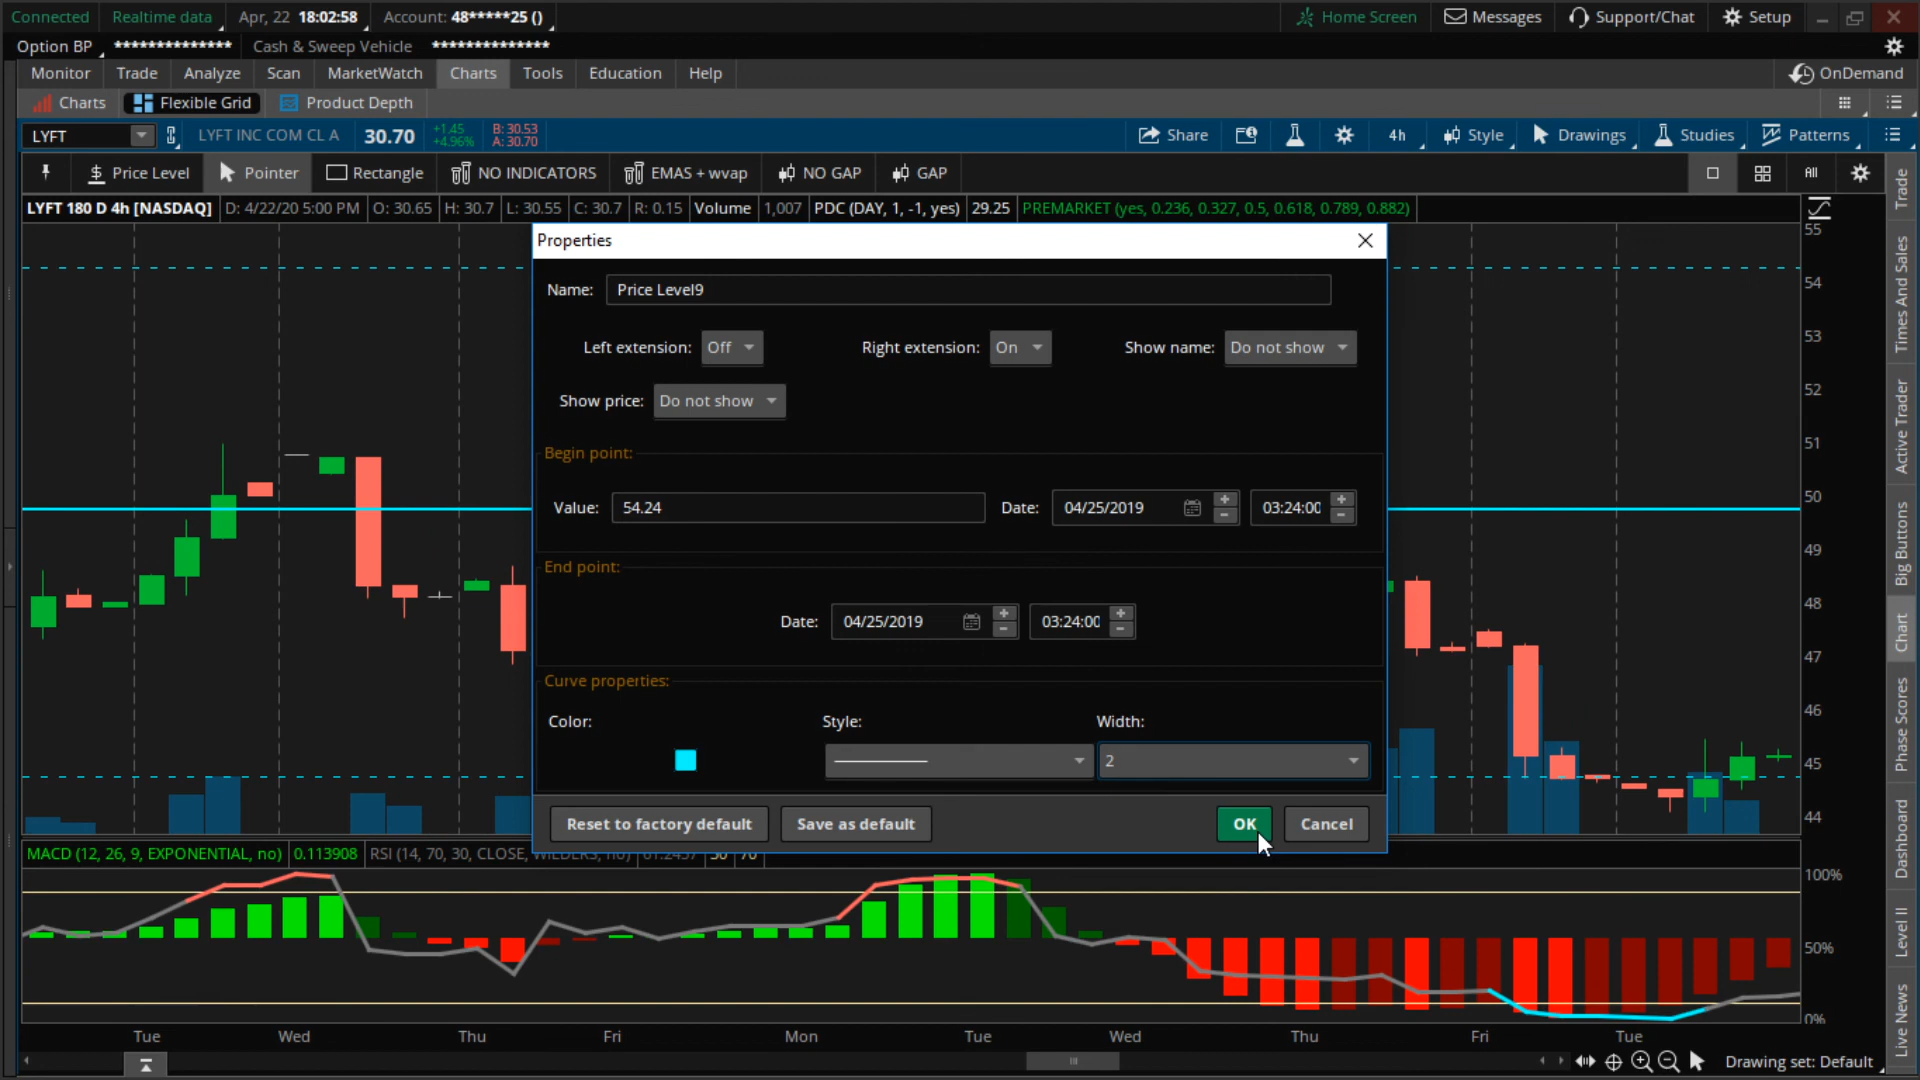 Connected Realtime data Apr, 22 18:02:58 Account: 48*****25 () Home Screen Messages Support/Chat Setup
Option BP ************** Cash & Sweep Vehicle **************
Monitor Trade Analyze Scan MarketWatch Charts Tools Education Help OnDemand
Charts Flexible Grid Product Depth
LYFT LYFT INC COM CL A 30.70 +1.45 +4.96% B: 30.53 A: 30.70 Share 4h Style Drawings Studies Patterns
$ Price Level Pointer Rectangle NO INDICATORS EMAS + wvap NO GAP GAP All
LYFT 180 D 4h [NASDAQ] D: 4/22/20 5:00 PM O: 30.65 H: 30.7 L: 30.55 C: 30.7 R: 0.15 Volume 1,007 PDC (DAY, 1, -1, yes) 29.25 PREMARKET (yes, 0.236, 0.327, 0.5, 0.618, 0.789, 0.882)
Properties
Name: Price Level9
Left extension: Off Right extension: On Show name: Do not show
Show price: Do not show
Begin point:
Value: 54.24 Date: 04/25/2019 03:24:00
End point:
Date: 04/25/2019 03:24:00
Curve properties:
Color: Style: Width:
2
Reset to factory default Save as default OK Cancel
55
54
53
52
51
50
49
48
47
46
45
44
MACD (12, 26, 9, EXPONENTIAL, no) 0.113908 RSI (14, 70, 30, CLOSE, WILDERS, no)
100%
50%
0%
Tue Wed Thu Fri Mon Tue Wed Thu Fri Tue
Drawing set: Default
Trade
Times And Sales
Active Trader
Big Buttons
Chart
Phase Scores
Dashboard
Level II
Live News